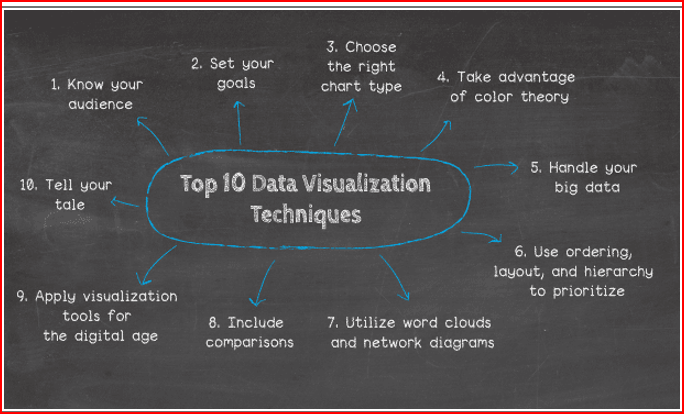 Top 10 Data Visualization
Techniques
1. Know your
audience
2. Set your
goals
3. Choose
the right
chart type
4. Take advantage
of color theory
5. Handle your
big data
6. Use ordering,
layout, and hierarchy
to prioritize
7. Utilize word clouds
and network diagrams
8. Include
comparisons
9. Apply visualization
tools for
the digital age
10. Tell your
tale